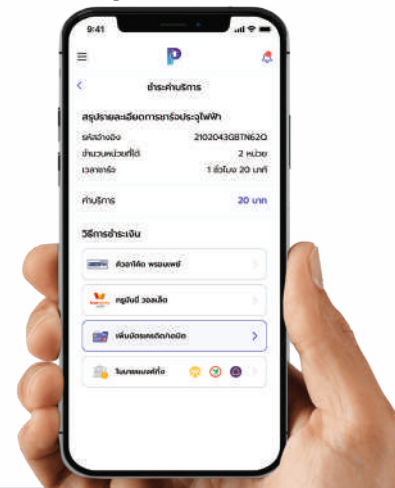 9:41
P
ชำระค่าบริการ
สรุปรายละเอียดการชาร์จประจุไฟฟ้า
รหัสอ้างอิง 2102043GBTN62Q
จำนวนหน่วยที่ใช้ 2 หน่วย
เวลาชาร์จ 1 ชั่วโมง 20 นาที
ค่าบริการ 20 บาท
วิธีการชำระเงิน
คิวอาร์โค้ด พรอมเพย์
ทรูมันนี่ วอลเล็ต
เพิ่มบัตรเครดิต/เดบิต
โมบายแบงค์กิ้ง